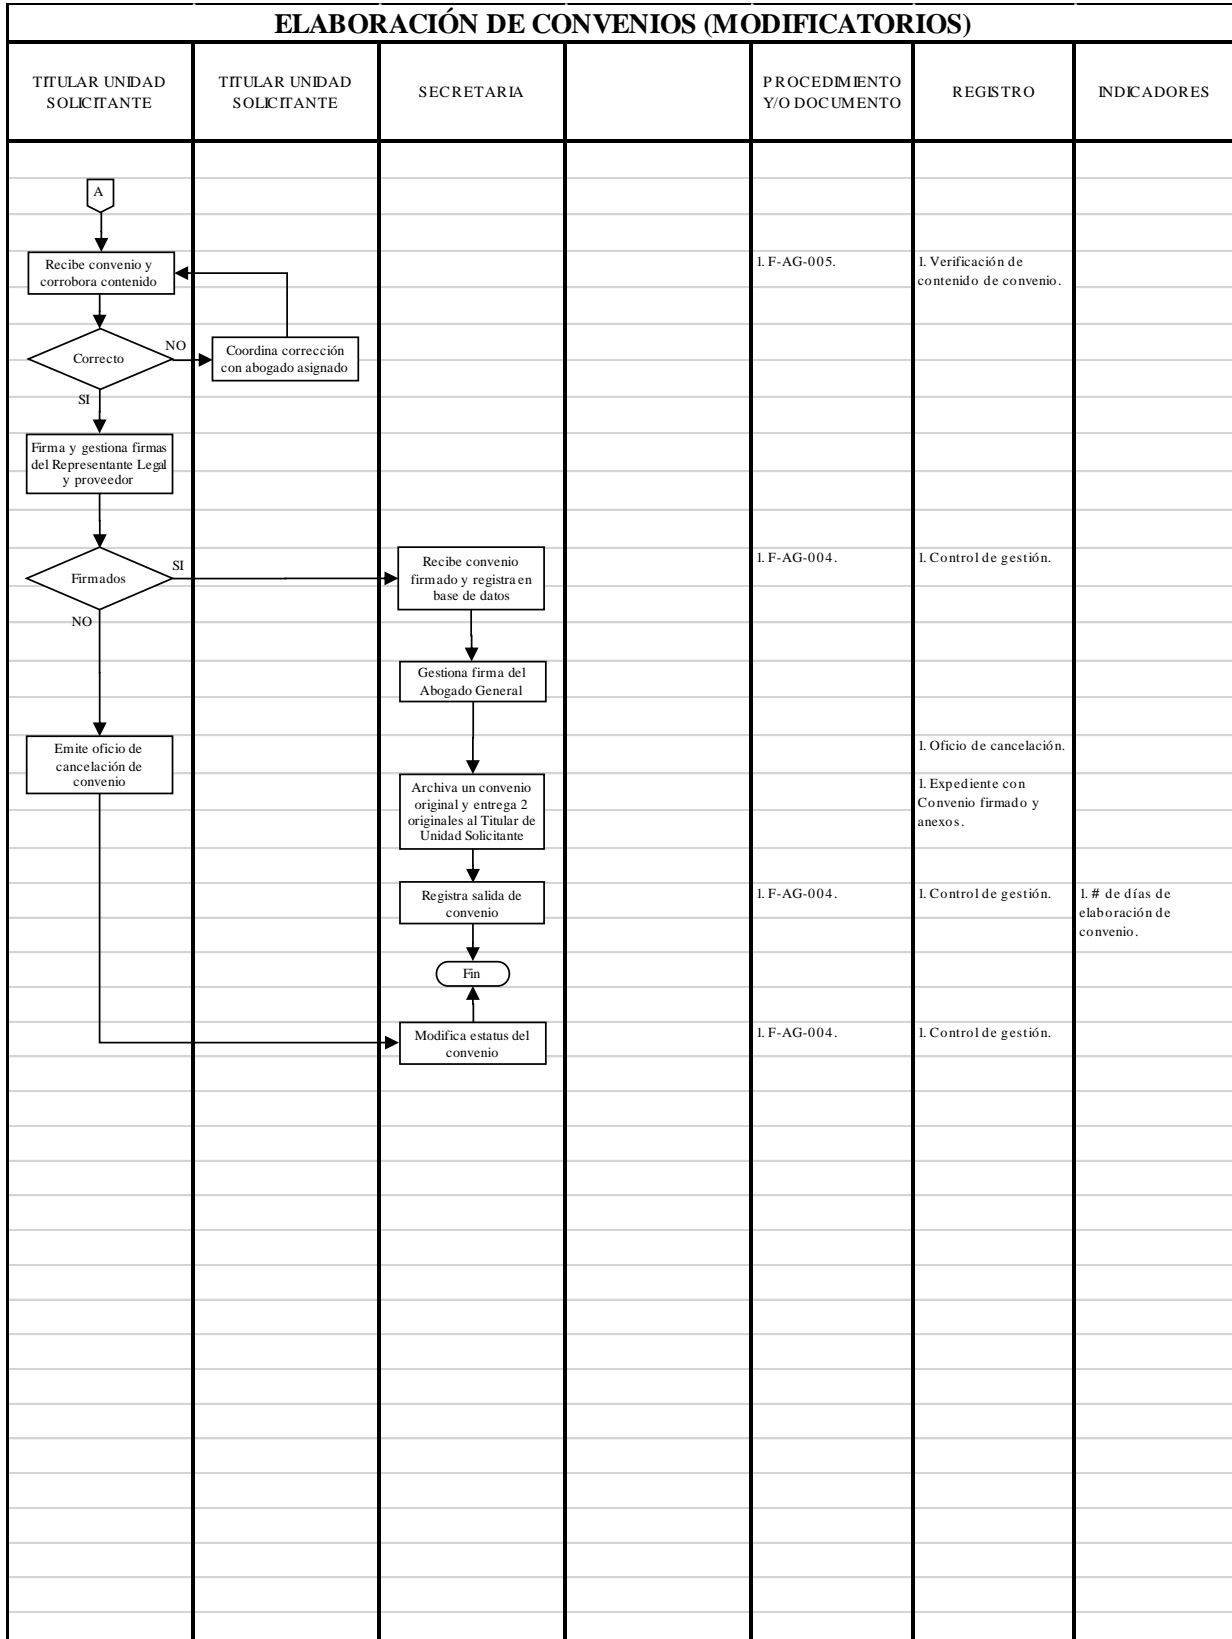 ELABORACIÓN DE CONVENIOS (MODIFICATORIOS)
TITULAR UNIDAD
SOLICITANTE
TITULAR UNIDAD
SOLICITANTE
SECRETARIA
PROCEDIMIENTO
Y/O DOCUMENTO
REGISTRO
INDICADORES
A
Recibe convenio y
corrobora contenido
1. F-AG-005.
1. Verificación de
contenido de convenio.
Correcto
NO
Coordina corrección
con abogado asignado
SI
Firma y gestiona firmas
del Representante Legal
y proveedor
Firmados
SI
Recibe convenio
firmado y registra en
base de datos
1. F-AG-004.
1. Control de gestión.
NO
Gestiona firma del
Abogado General
Emite oficio de
cancelación de
convenio
1. Oficio de cancelación.
Archiva un convenio
original y entrega 2
originales al Titular de
Unidad Solicitante
1. Expediente con
Convenio firmado y
anexos.
Registra salida de
convenio
1. F-AG-004.
1. Control de gestión.
1. # de días de
elaboración de
convenio.
Fin
Modifica estatus del
convenio
1. F-AG-004.
1. Control de gestión.